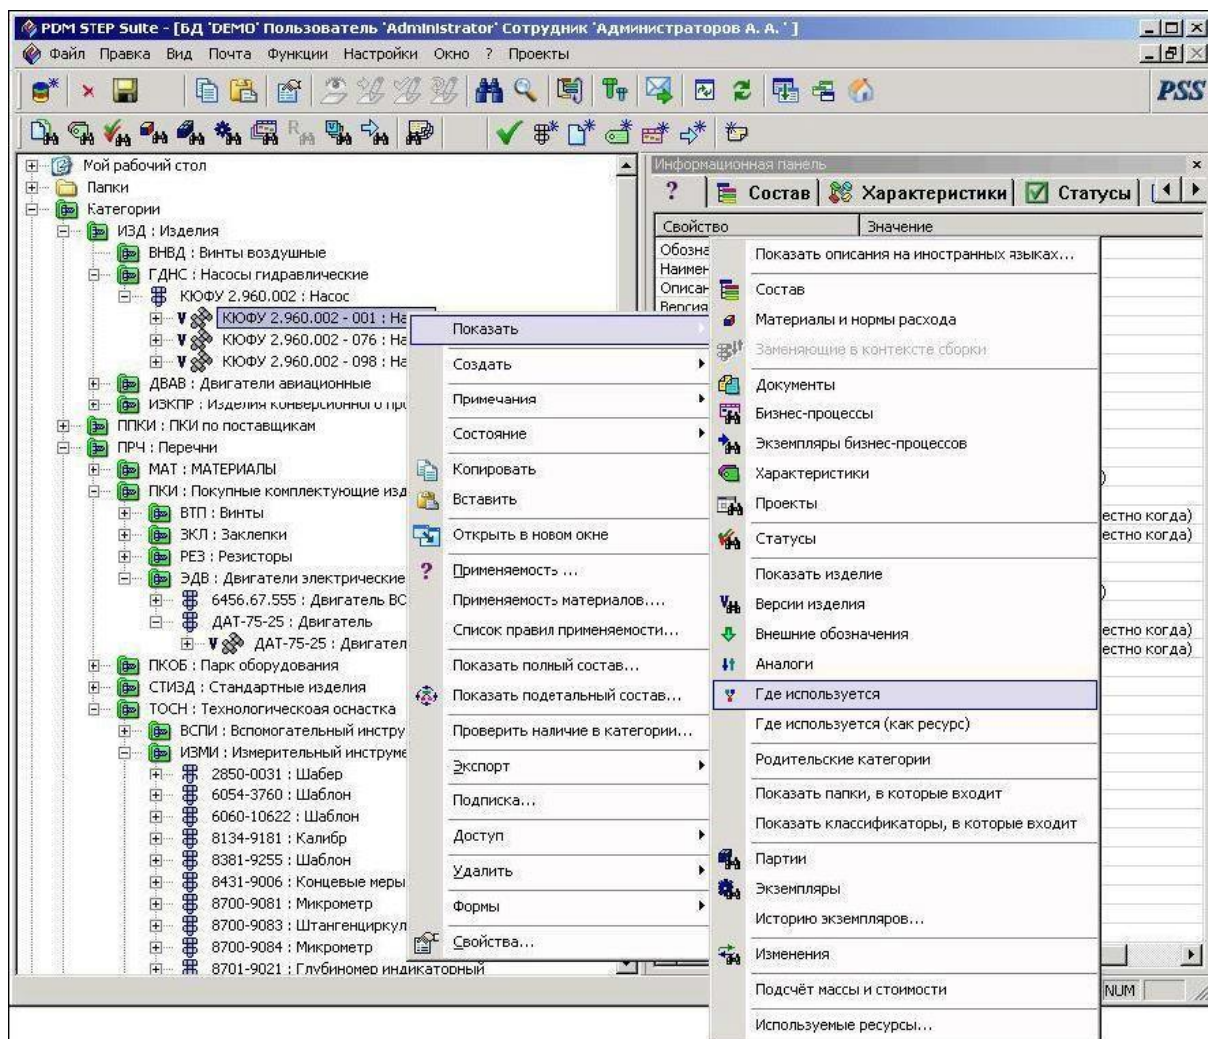 PDM STEP Suite - [БД 'DEMO' Пользователь 'Administrator' Сотрудник 'Администраторов А. А. ' ]
Файл Правка Вид Почта Функции Настройки Окно ? Проекты
PSS
Мой рабочий стол
Папки
Категории
ИЗД : Изделия
ВНВД : Винты воздушные
ГДНС : Насосы гидравлические
КЮФУ 2.960.002 : Насос
КЮФУ 2.960.002 - 001 : На
КЮФУ 2.960.002 - 076 : На
КЮФУ 2.960.002 - 098 : На
ДВАВ : Двигатели авиационные
ИЗКПР : Изделия конверсионного пр
ППКИ : ПКИ по поставщикам
ПРЧ : Перечни
МАТ : МАТЕРИАЛЫ
ПКИ : Покупные комплектующие изд
ВТП : Винты
ЗКЛ : Заклепки
РЕЗ : Резисторы
ЭДВ : Двигатели электрические
6456.67.555 : Двигатель ВС
ДАТ-75-25 : Двигатель
ДАТ-75-25 : Двигател
ПКОБ : Парк оборудования
СТИЗД : Стандартные изделия
ТОСН : Технологическоая оснастка
ВСПИ : Вспомогательный инстру
ИЗМИ : Измерительный инструме
2850-0031 : Шабер
6054-3760 : Шаблон
6060-10622 : Шаблон
8134-9181 : Калибр
8381-9255 : Шаблон
8431-9006 : Концевые меры
8700-9081 : Микрометр
8700-9083 : Штангенциркул
8700-9084 : Микрометр
8701-9021 : Глубиномер индикаторный
Показать
Создать
Примечания
Состояние
Копировать
Вставить
Открыть в новом окне
Применяемость ...
Применяемость материалов....
Список правил применяемости...
Показать полный состав...
Показать подетальный состав...
Проверить наличие в категории...
Экспорт
Подписка...
Доступ
Удалить
Формы
Свойства...
Информационная панель
? Состав Характеристики Статусы
Свойство Значение
Обозна
Наимен
Описан
Версия
Показать описания на иностранных языках...
Состав
Материалы и нормы расхода
Заменяющие в контексте сборки
Документы
Бизнес-процессы
Экземпляры бизнес-процессов
Характеристики
Проекты
Статусы
Показать изделие
Версии изделия
Внешние обозначения
Аналоги
Где используется
Где используется (как ресурс)
Родительские категории
Показать папки, в которые входит
Показать классификаторы, в которые входит
Партии
Экземпляры
Историю экземпляров...
Изменения
Подсчёт массы и стоимости
Используемые ресурсы...
)
естно когда)
естно когда)
)
естно когда)
естно когда)
NUM